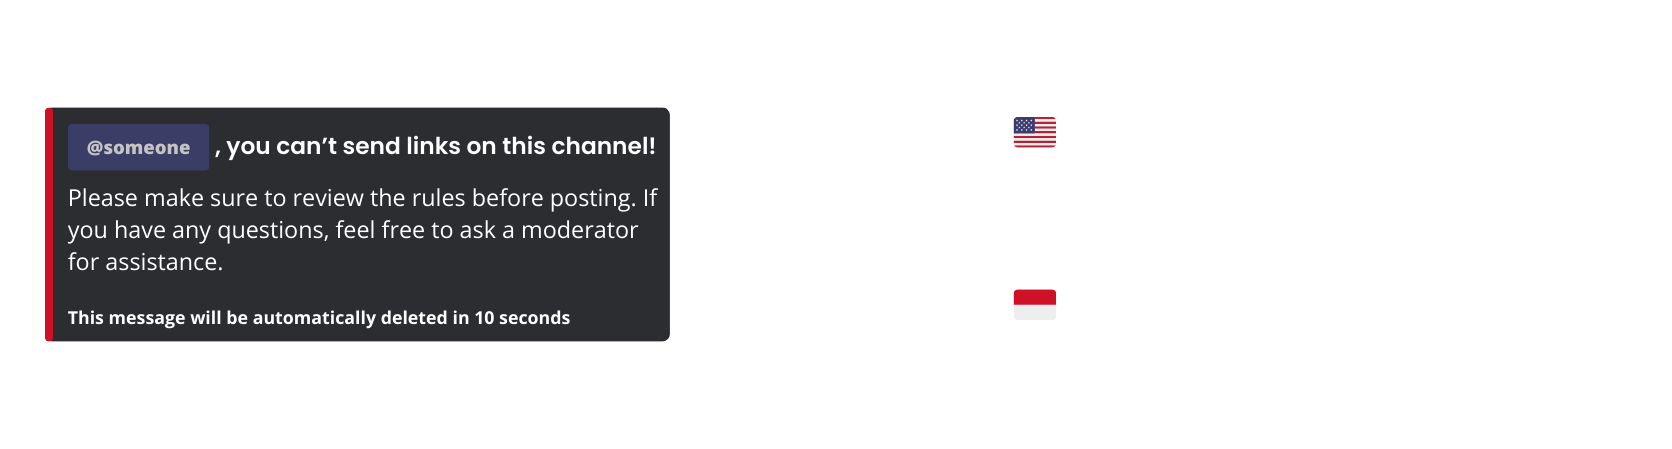 @someone , you can’t send links on this channel!
Please make sure to review the rules before posting. If
you have any questions, feel free to ask a moderator
for assistance.
This message will be automatically deleted in 10 seconds